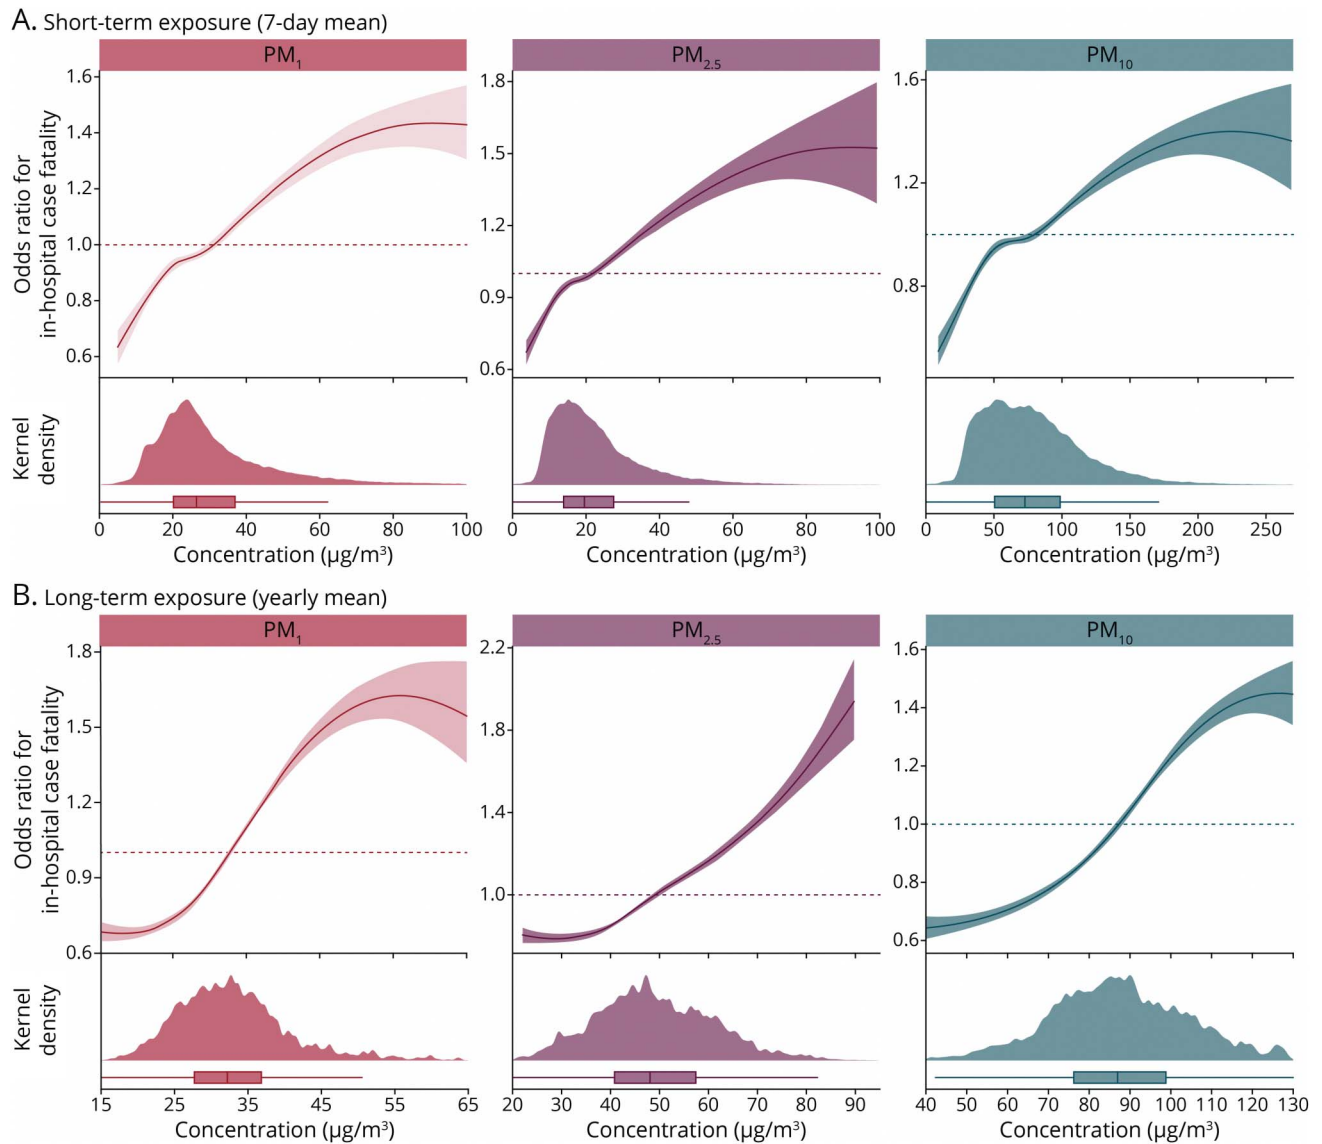 A. Short-term exposure (7-day mean)
PM1 PM2.5 PM10
Odds ratio for
in-hospital case fatality
1.6 1.4 1.2 1.0 0.8 0.6
1.8 1.5 1.2 0.9 0.6
1.6 1.2 0.8
Kernel
density
0 20 40 60 80 100
0 20 40 60 80 100
0 50 100 150 200 250
Concentration (µg/m³) Concentration (µg/m³) Concentration (µg/m³)
B. Long-term exposure (yearly mean)
PM1 PM2.5 PM10
Odds ratio for
in-hospital case fatality
1.8 1.5 1.2 0.9 0.6
2.2 1.8 1.4 1.0
1.6 1.4 1.2 1.0 0.8 0.6
Kernel
density
15 25 35 45 55 65
20 30 40 50 60 70 80 90
40 50 60 70 80 90 100 110 120 130
Concentration (µg/m³) Concentration (µg/m³) Concentration (µg/m³)